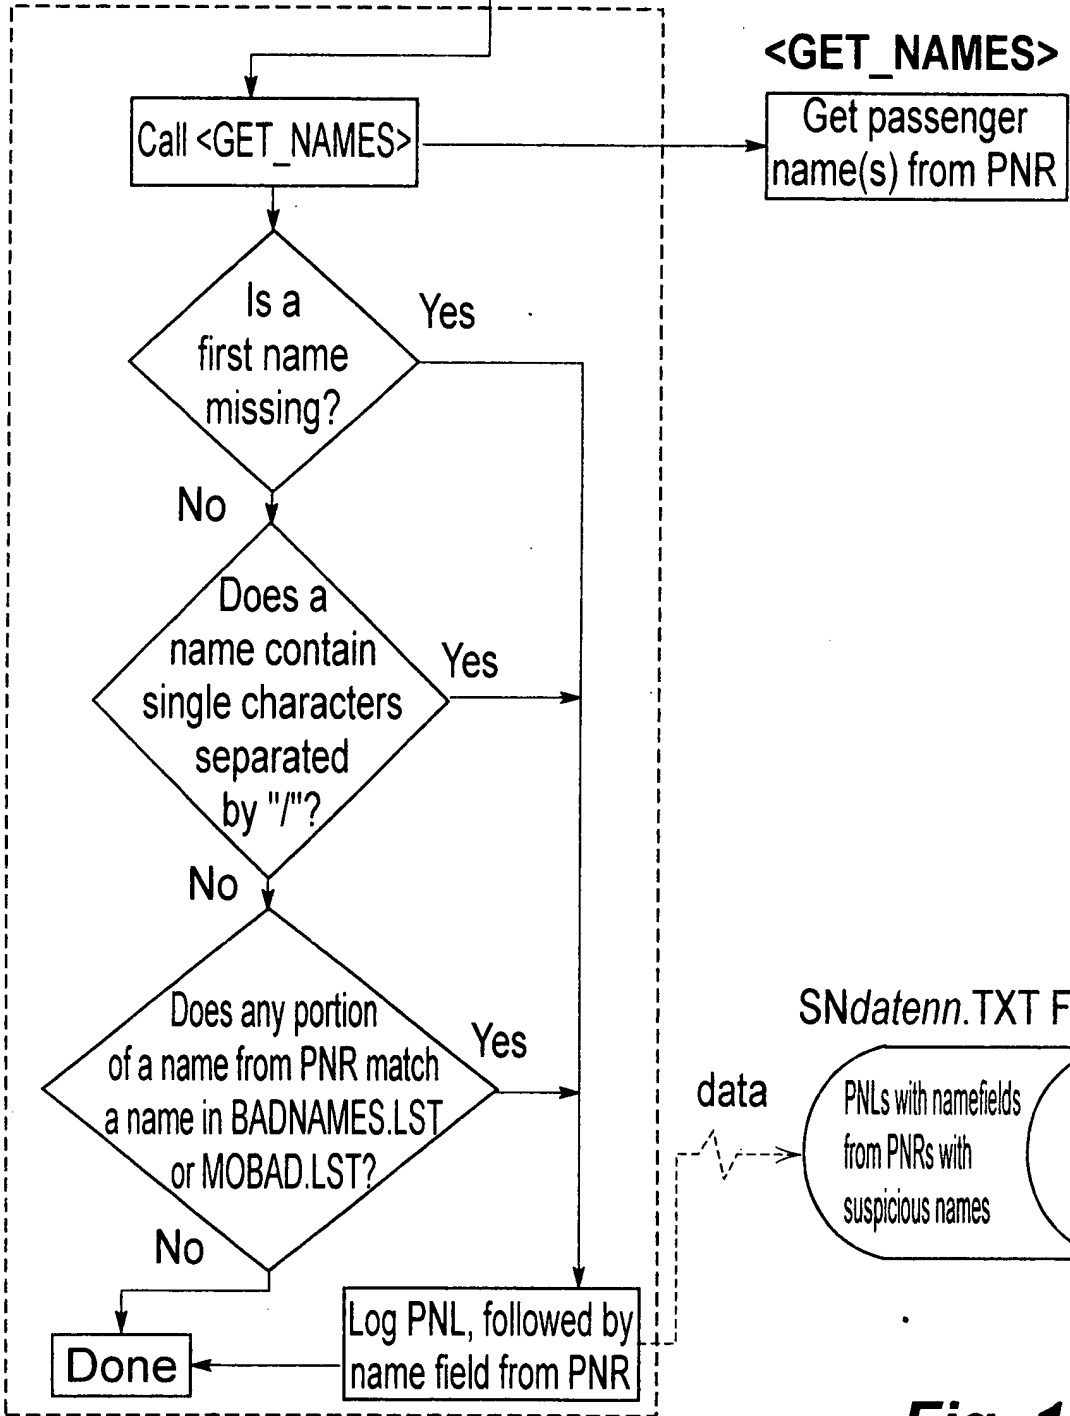 <GET_NAMES>
Call <GET_NAMES>
Get passenger
name(s) from PNR
Is a
first name
missing?
Yes
No
Does a
name contain
single characters
separated
by "/"?
Yes
No
Does any portion
of a name from PNR match
a name in BADNAMES.LST
or MOBAD.LST?
Yes
No
SNdatenn.TXT F
data
PNLs with namefields
from PNRs with
suspicious names
Log PNL, followed by
name field from PNR
Done